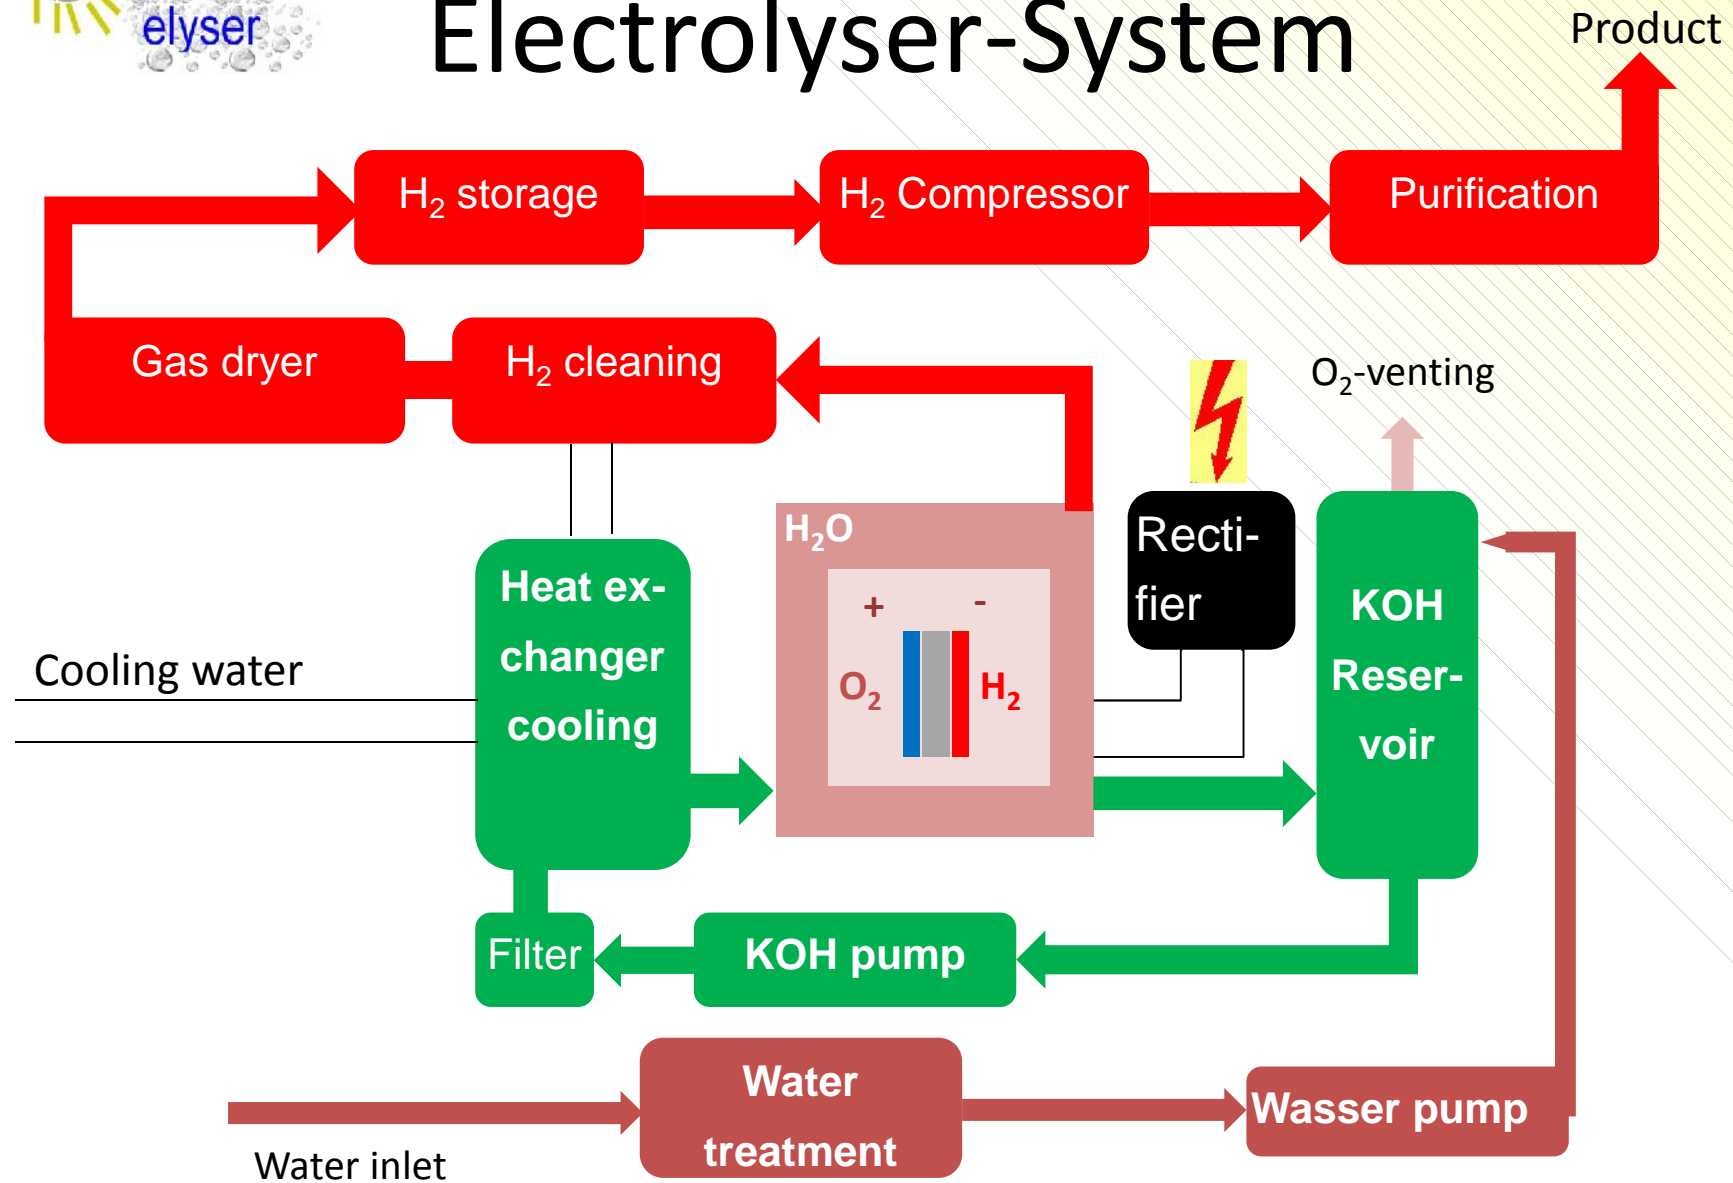 elyser
Electrolyser-System
Product
H₂ storage
H₂ Compressor
Purification
Gas dryer
H₂ cleaning
O₂-venting
H₂O
Recti-
fier
+ -
O₂ H₂
Heat ex-
changer
cooling
Cooling water
KOH
Reser-
voir
Filter
KOH pump
Water
treatment
Wasser pump
Water inlet